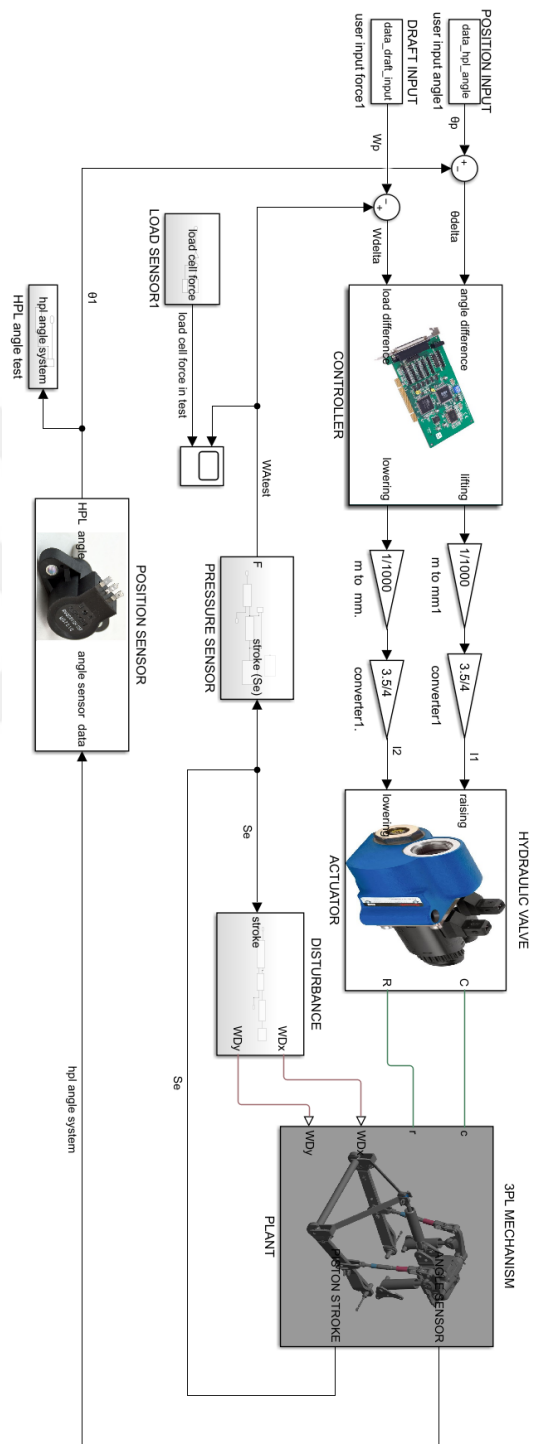 POSITION INPUT
data_hpl_angle
user input angle1
θp
DRAFT INPUT
data_draft_input
user input force1
Wp
+
−
−
+
θdelta
Wdelta
angle difference
load difference
lifting
lowering
CONTROLLER
1/1000
m to mm1
1/1000
m to mm.
3.5/4
converter1
3.5/4
converter1.
I1
I2
HYDRAULIC VALVE
raising
lowering
C
R
ACTUATOR
3PL MECHANISM
c
r
WDx
WDy
ANGLE SENSOR
PISTON STROKE
PLANT
load cell force
LOAD SENSOR1
load cell force in test
WAtest
F
stroke (Se)
PRESSURE SENSOR
Se
stroke
WDx
WDy
DISTURBANCE
Se
θ1
hpl angle system
HPL angle test
POSITION SENSOR
HPL angle
angle sensor data
hpl angle system